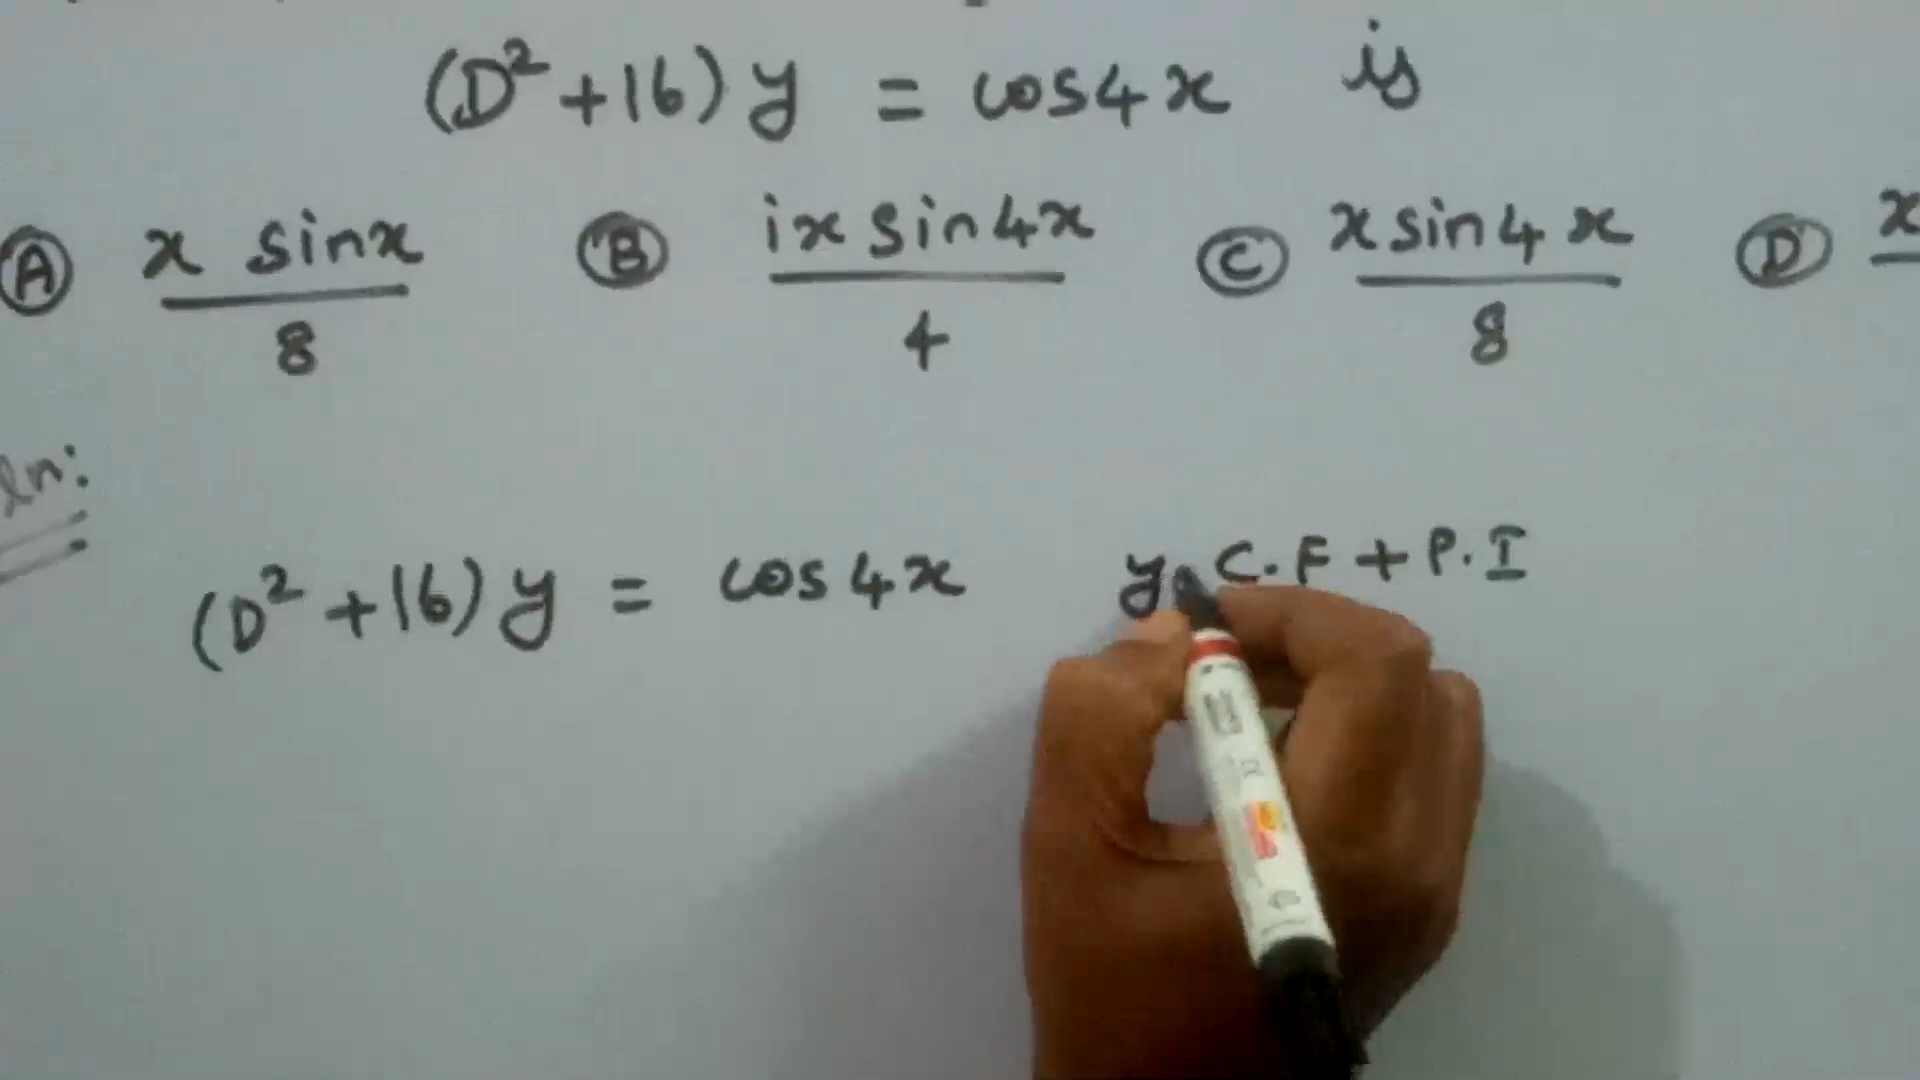 (D²+16) y = cos4x is
Ⓐ x sinx / 8 Ⓑ ix sin4x / 4 Ⓒ x sin4x / 8 Ⓓ x
ln:
(D²+16) y = cos4x y C.F + P.I